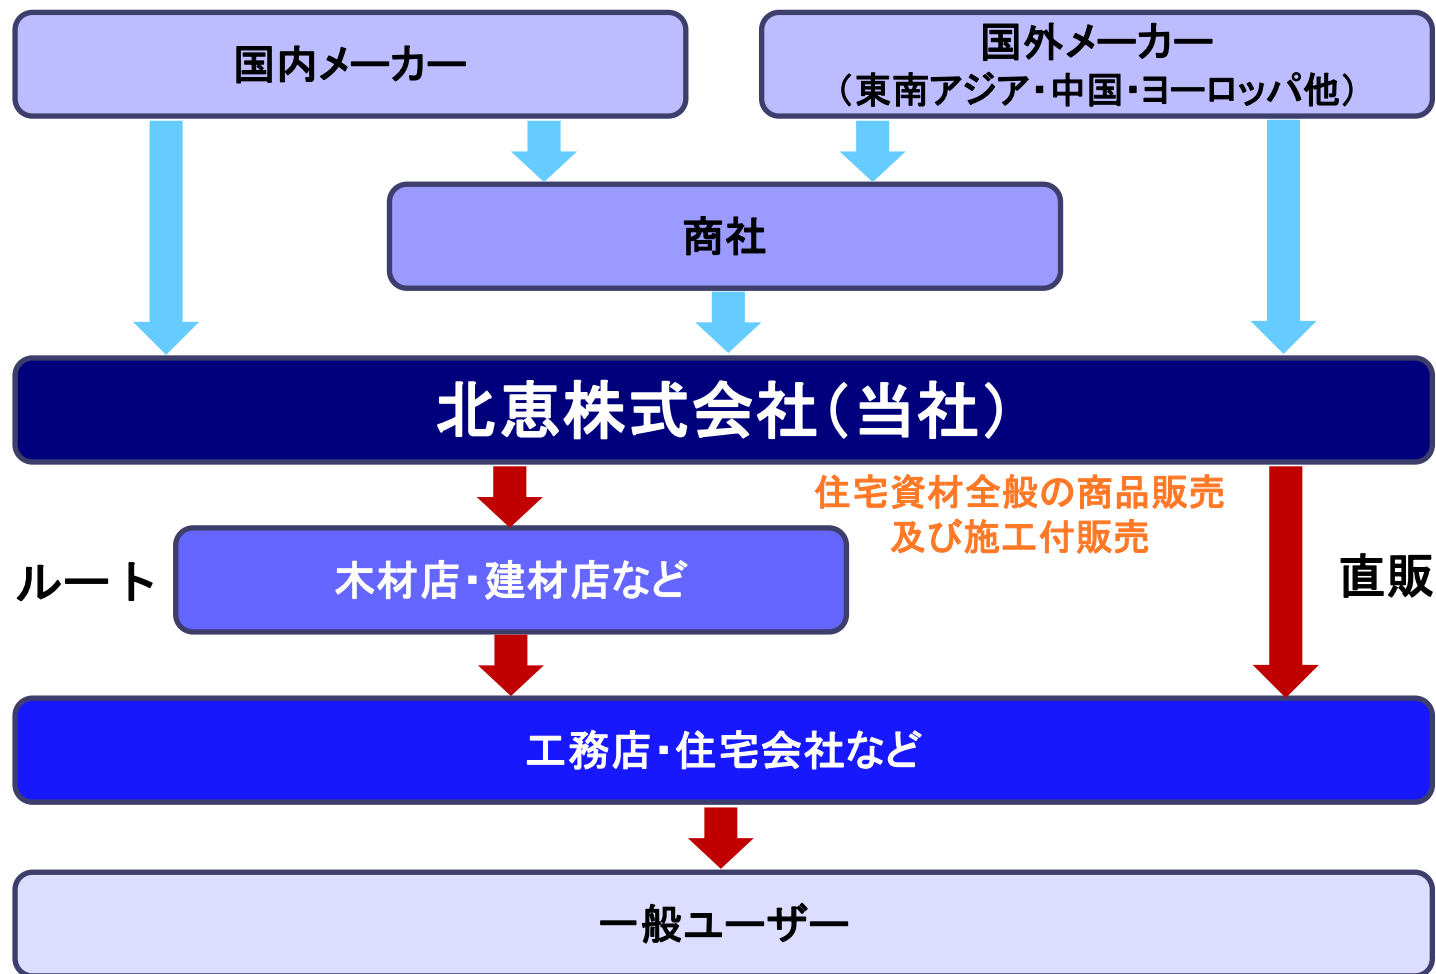 国内メーカー
国外メーカー
（東南アジア・中国・ヨーロッパ他）
商社
北恵株式会社（当社）
住宅資材全般の商品販売
及び施工付販売
ルート
木材店・建材店など
直販
工務店・住宅会社など
一般ユーザー